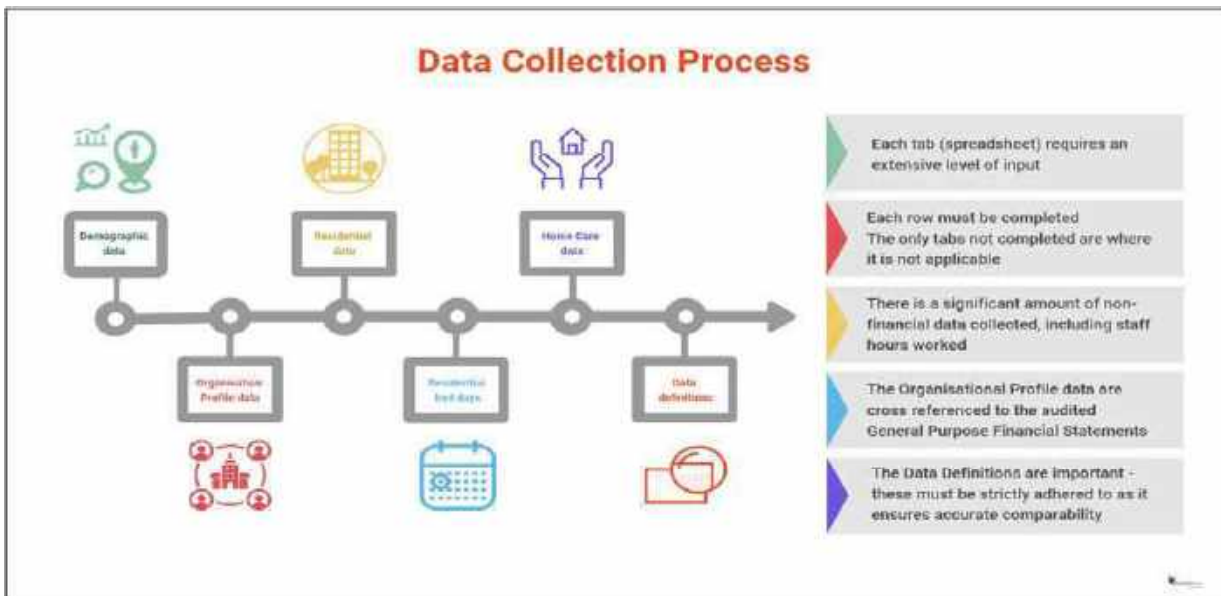 Data Collection Process
Demographic
data
Residential
data
Home Care
data
Organisation
Profile data
Residential
bed days
Data
definitions
Each tab (spreadsheet) requires an
extensive level of input
Each row must be completed
The only tabs not completed are where
it is not applicable
There is a significant amount of non-
financial data collected, including staff
hours worked
The Organisational Profile data are
cross referenced to the audited
General Purpose Financial Statements
The Data Definitions are important -
these must be strictly adhered to as it
ensures accurate comparability